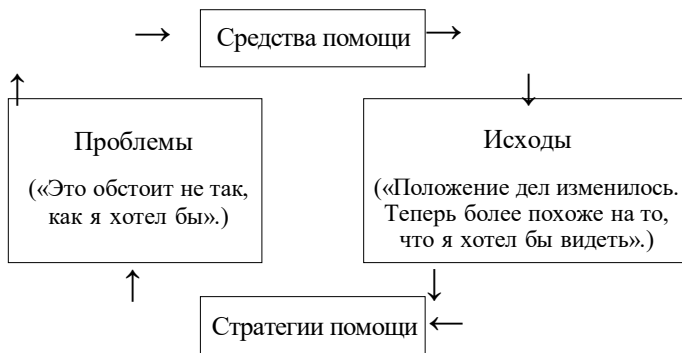 Средства помощи
Проблемы
(«Это обстоит не так,
как я хотел бы».)
Исходы
(«Положение дел изменилось.
Теперь более похоже на то,
что я хотел бы видеть».)
Стратегии помощи